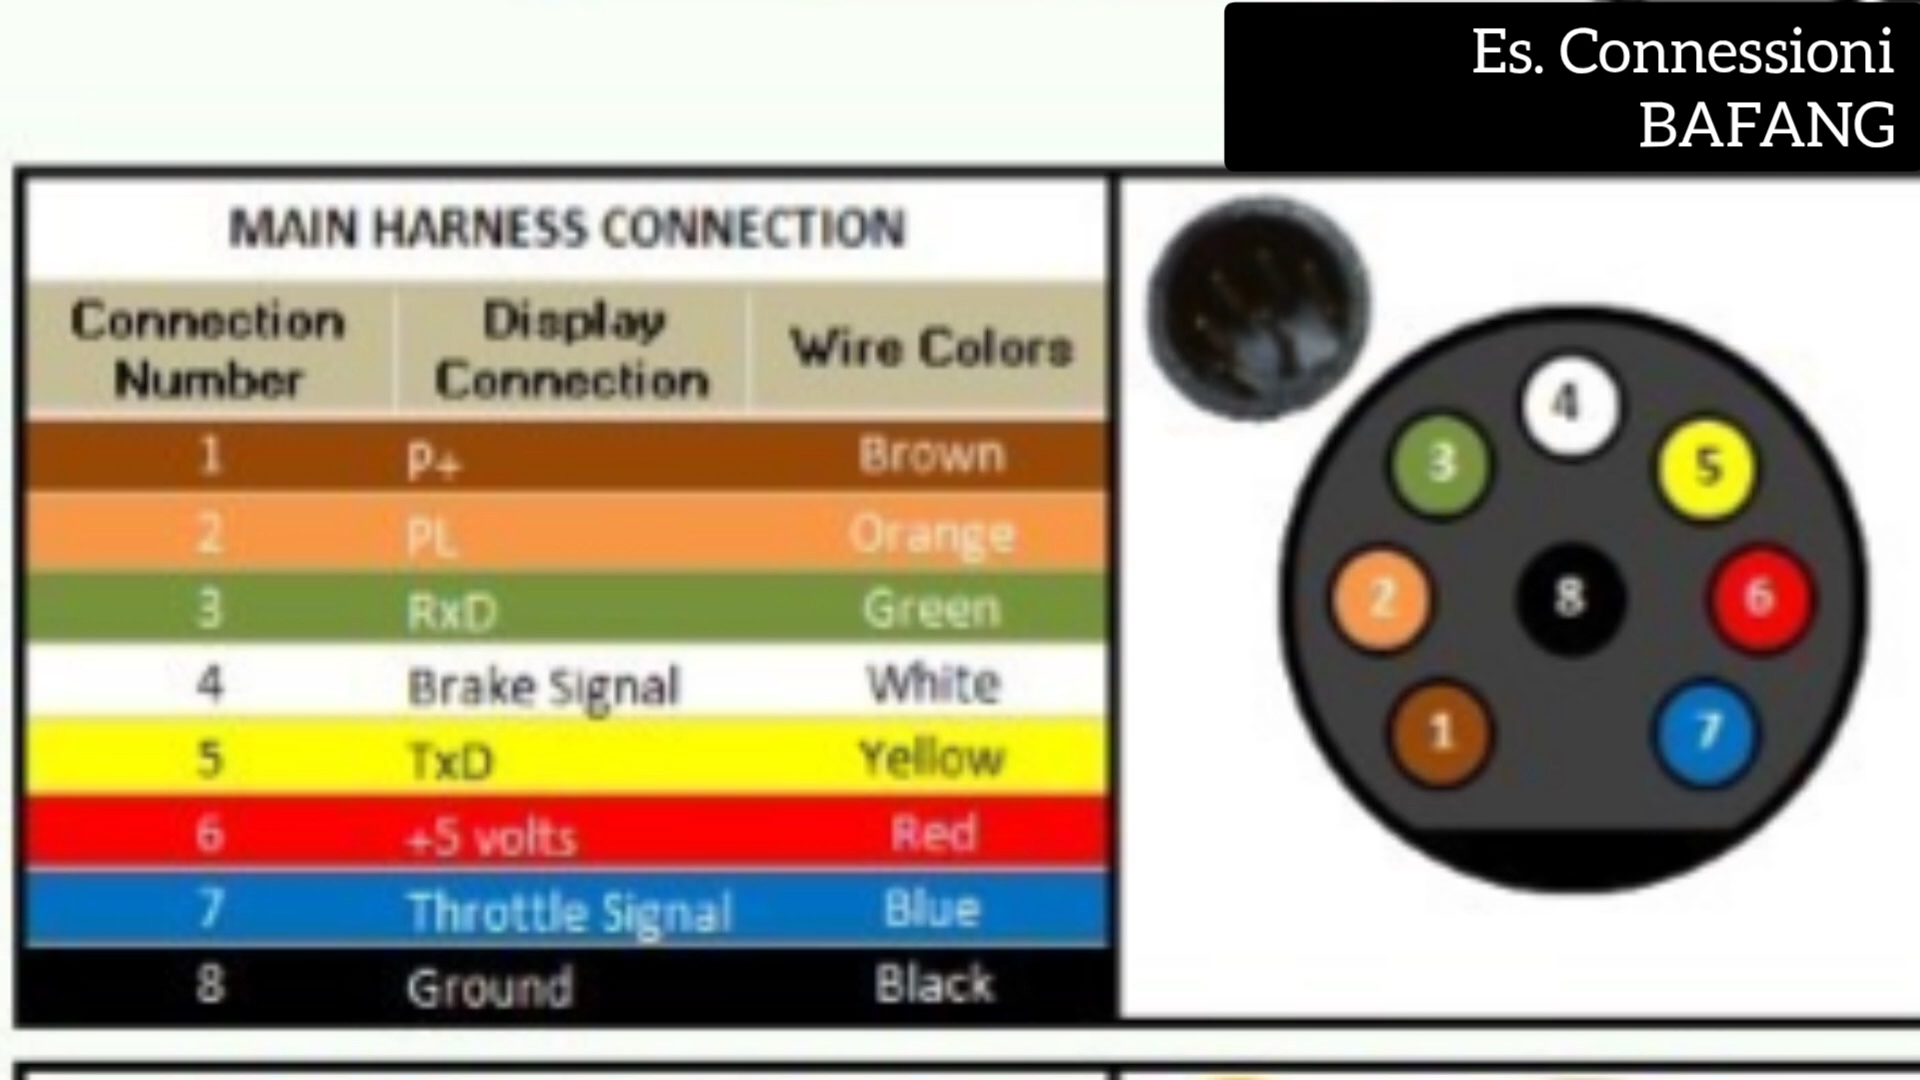 Es. Connessioni
BAFANG
MAIN HARNESS CONNECTION
Connection Number Display Connection Wire Colors
1 P+ Brown
2 PL Orange
3 RxD Green
4 Brake Signal White
5 TxD Yellow
6 +5 volts Red
7 Throttle Signal Blue
8 Ground Black
4
3 5
2 8 6
1 7